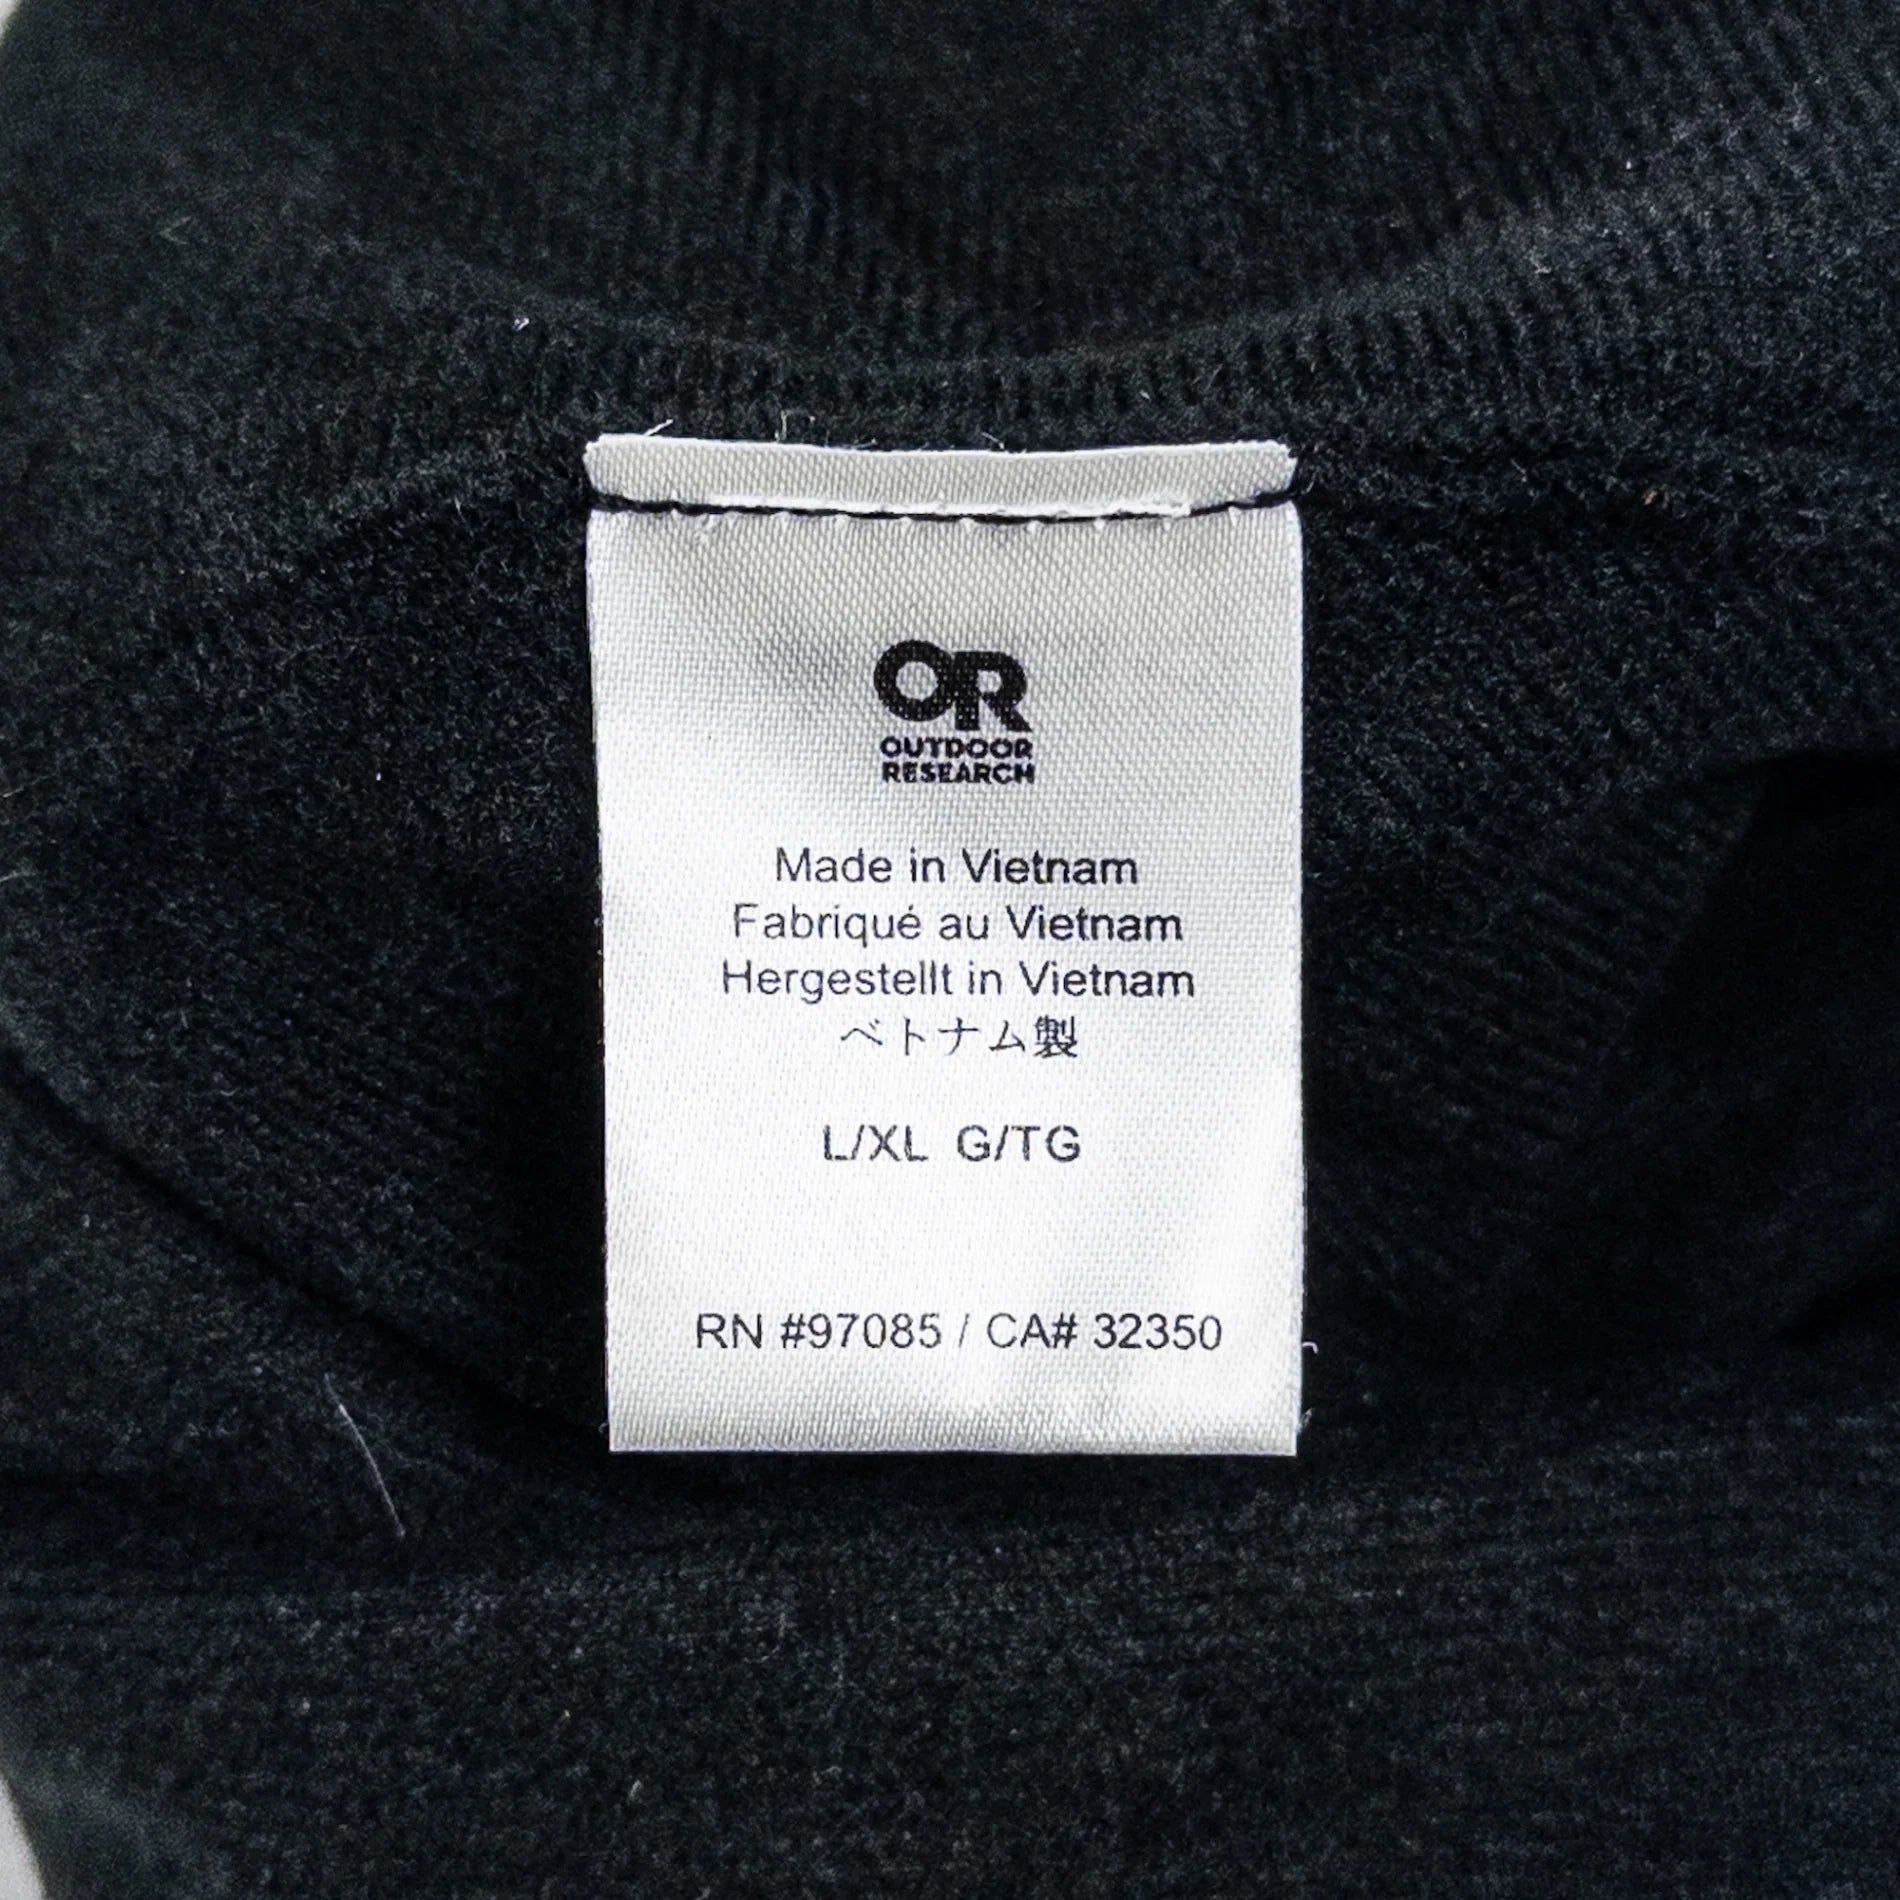 OR
OUTDOOR
RESEARCH
Made in Vietnam
Fabriqué au Vietnam
Hergestellt in Vietnam
ベトナム製
L/XL G/TG
RN #97085 / CA# 32350